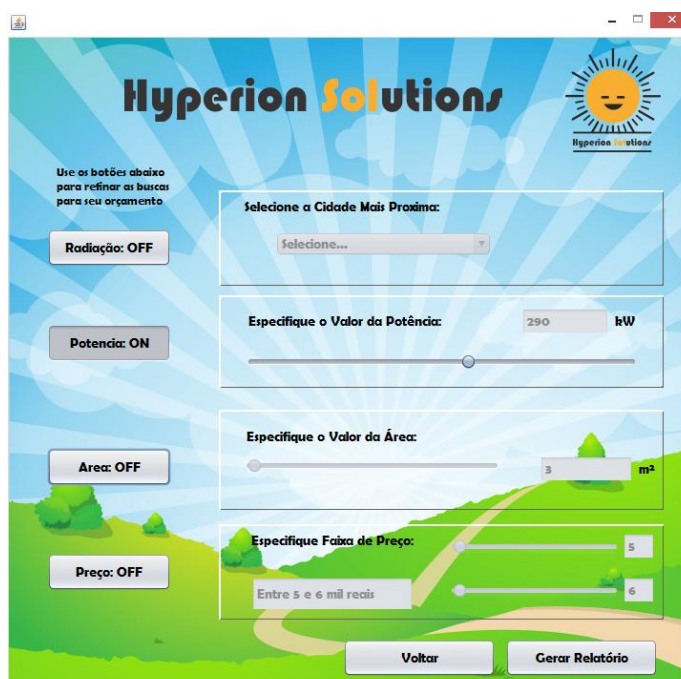 Hyperion Solutions
Hyperion Solutions
Use os botões abaixo
para refinar as buscas
para seu orçamento
Selecione a Cidade Mais Proxima:
Radiação: OFF
Selecione...
Especifique o Valor da Potência:
290
kW
Potencia: ON
Especifique o Valor da Área:
Area: OFF
3
m²
Especifique Faixa de Preço:
5
Preço: OFF
Entre 5 e 6 mil reais
6
Voltar
Gerar Relatório